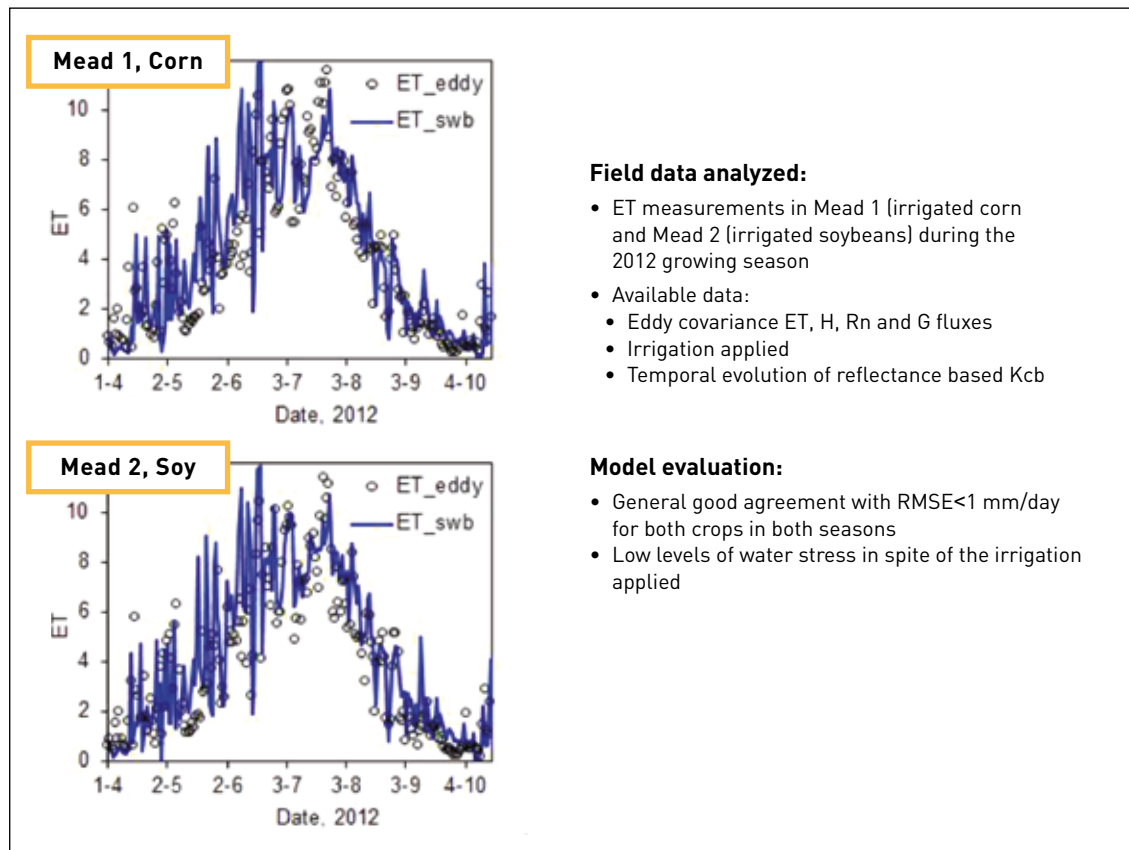 Mead 1, Corn
ET_eddy
ET_swb
10
8
6
4
2
0
ET
1-4 2-5 2-6 3-7 3-8 3-9 4-10
Date, 2012
Mead 2, Soy
ET_eddy
ET_swb
10
8
6
4
2
0
ET
1-4 2-5 2-6 3-7 3-8 3-9 4-10
Date, 2012
Field data analyzed:
• ET measurements in Mead 1 (irrigated corn
and Mead 2 (irrigated soybeans) during the
2012 growing season
• Available data:
• Eddy covariance ET, H, Rn and G fluxes
• Irrigation applied
• Temporal evolution of reflectance based Kcb
Model evaluation:
• General good agreement with RMSE<1 mm/day
for both crops in both seasons
• Low levels of water stress in spite of the irrigation
applied